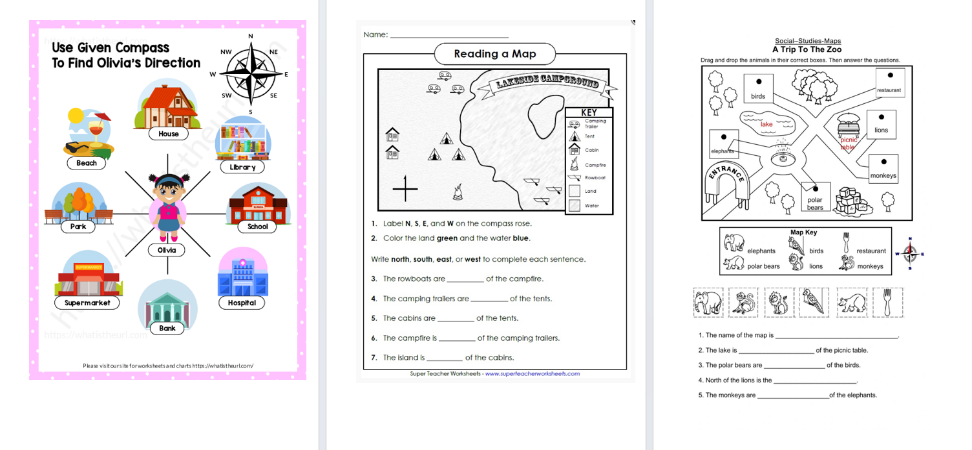 Use Given Compass
To Find Olivia's Direction
N
NW NE
W E
SW SE
S
House
Beach
Library
Park
School
Olivia
Supermarket
Hospital
Bank
Please visit our site for worksheets and charts https://whatistheurl.com/
Name:
Reading a Map
LAKESIDE CAMPGROUND
KEY
Camping trailer
Tent
Cabin
Campfire
Rowboat
Land
Water
1. Label N, S, E, and W on the compass rose.
2. Color the land green and the water blue.
Write north, south, east, or west to complete each sentence.
3. The rowboats are __________ of the campfire.
4. The camping trailers are __________ of the tents.
5. The cabins are __________ of the tents.
6. The campfire is __________ of the camping trailers.
7. The island is __________ of the cabins.
Super Teacher Worksheets - www.superteacherworksheets.com
Social–Studies-Maps
A Trip To The Zoo
Drag and drop the animals in their correct boxes. Then answer the questions.
birds
restaurant
lake
lions
picnic
table
elephants
monkeys
ENTRANCE
polar
bears
Map Key
elephants birds restaurant
polar bears lions monkeys
1. The name of the map is ______________________.
2. The lake is ______________ of the picnic table.
3. The polar bears are ______________ of the birds.
4. North of the lions is the ______________.
5. The monkeys are ______________of the elephants.